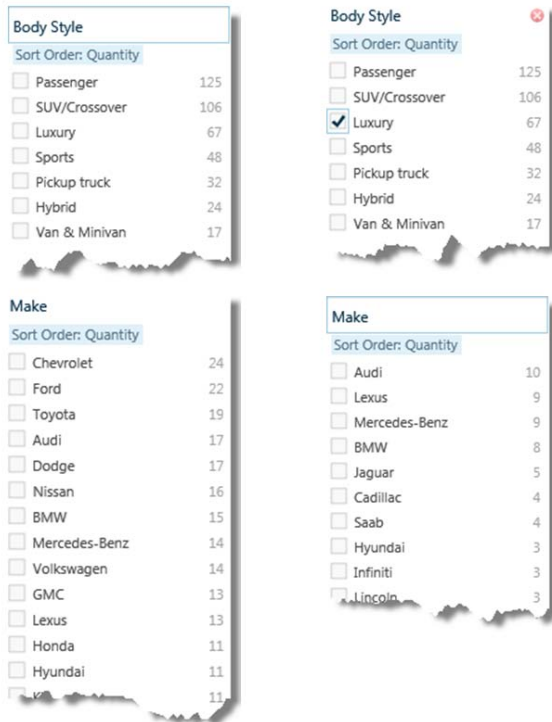 Body Style
Sort Order: Quantity
Passenger 125
SUV/Crossover 106
Luxury 67
Sports 48
Pickup truck 32
Hybrid 24
Van & Minivan 17
Make
Sort Order: Quantity
Chevrolet 24
Ford 22
Toyota 19
Audi 17
Dodge 17
Nissan 16
BMW 15
Mercedes-Benz 14
Volkswagen 14
GMC 13
Lexus 13
Honda 11
Hyundai 11
11
Body Style
Sort Order: Quantity
Passenger 125
SUV/Crossover 106
Luxury 67
Sports 48
Pickup truck 32
Hybrid 24
Van & Minivan 17
Make
Sort Order: Quantity
Audi 10
Lexus 9
Mercedes-Benz 9
BMW 8
Jaguar 5
Cadillac 4
Saab 4
Hyundai 3
Infiniti 3
Lincoln 3